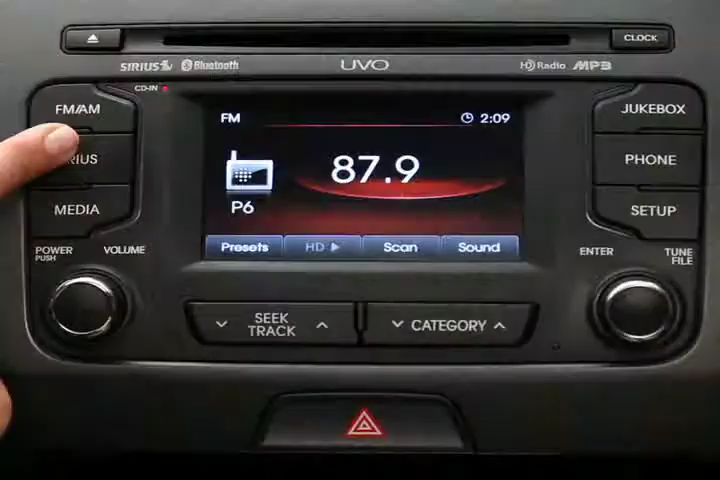 CLOCK
SIRIUS Bluetooth UVO HD Radio MP3
CD-IN
FM/AM
MEDIA
POWER
PUSH
VOLUME
FM 2:09
87.9
P6
Presets HD Scan Sound
JUKEBOX
PHONE
SETUP
ENTER
TUNE
FILE
SEEK
TRACK
CATEGORY